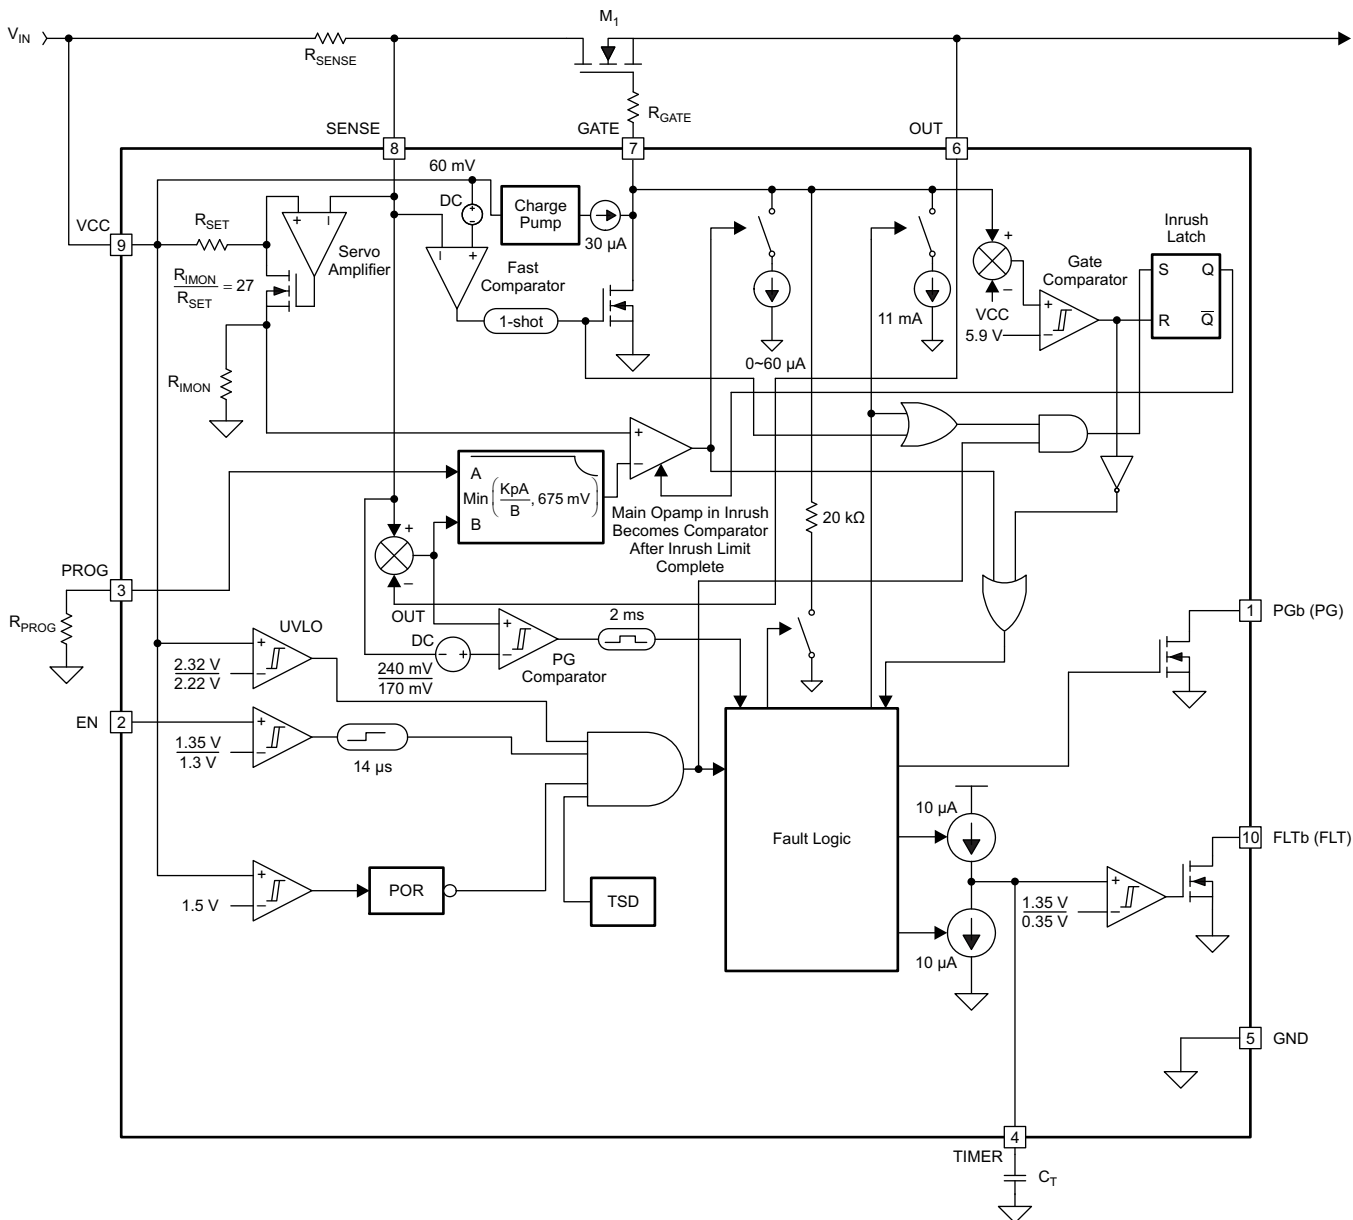 M1
VIN
RSENSE
RGATE
SENSE
GATE
OUT
8
7
6
60 mV
DC
+
−
Charge
Pump
30 µA
Inrush
Latch
RSET
VCC
9
+
−
Servo
Amplifier
− +
Fast
Comparator
1-shot
RIMON
RSET
= 27
RIMON
0~60 µA
11 mA
+
−
VCC
5.9 V
Gate
Comparator
+
−
S Q
R Q̅
A
Min ( KpA / B , 675 mV )
B
+
−
Main Opamp in Inrush
Becomes Comparator
After Inrush Limit
Complete
20 kΩ
+
−
OUT
PROG
3
RPROG
UVLO
+
−
2.32 V
2.22 V
DC
− +
240 mV
170 mV
+
−
PG
Comparator
2 ms
1
PGb (PG)
EN
2
+
−
1.35 V
1.3 V
14 µs
Fault Logic
10 µA
10 µA
10
FLTb (FLT)
+
−
1.35 V
0.35 V
+
−
1.5 V
POR
TSD
5
GND
4
TIMER
CT